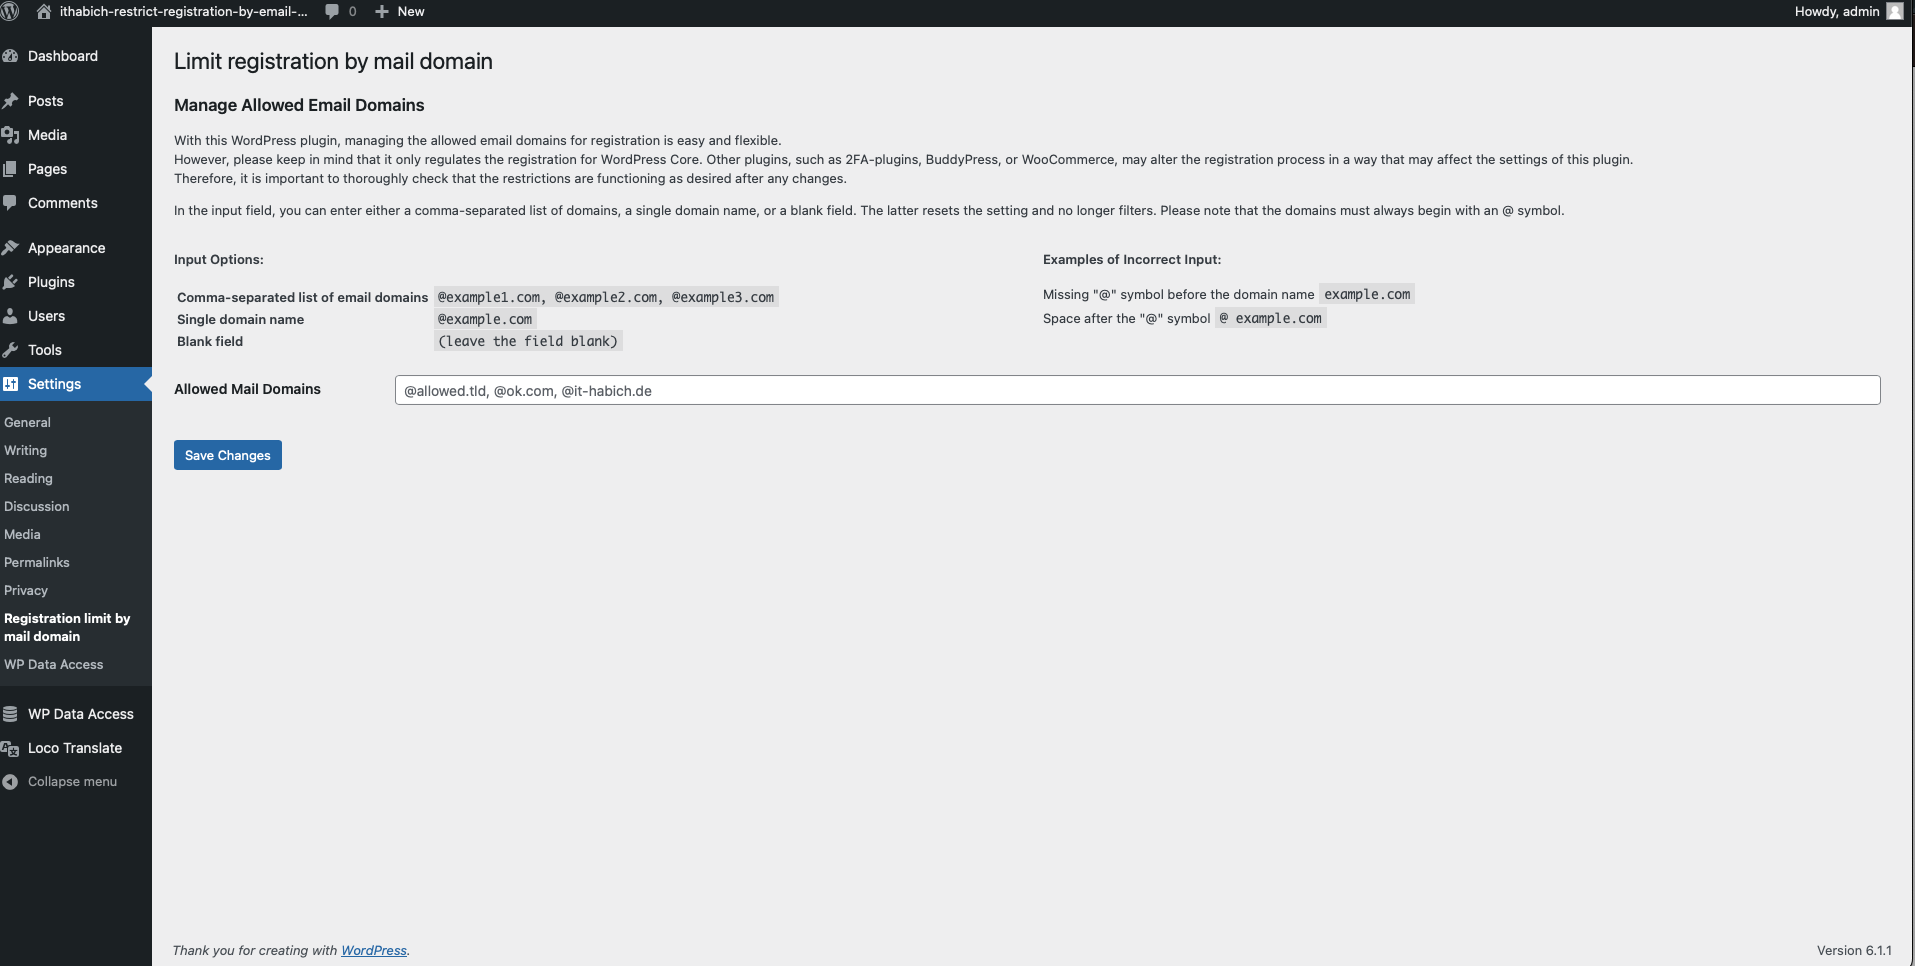 ithabich-restrict-registration-by-email-... 0 New Howdy, admin
Dashboard
Posts
Media
Pages
Comments
Appearance
Plugins
Users
Tools
Settings
General
Writing
Reading
Discussion
Media
Permalinks
Privacy
Registration limit by
mail domain
WP Data Access
WP Data Access
Loco Translate
Collapse menu
Limit registration by mail domain
Manage Allowed Email Domains
With this WordPress plugin, managing the allowed email domains for registration is easy and flexible.
However, please keep in mind that it only regulates the registration for WordPress Core. Other plugins, such as 2FA-plugins, BuddyPress, or WooCommerce, may alter the registration process in a way that may affect the settings of this plugin.
Therefore, it is important to thoroughly check that the restrictions are functioning as desired after any changes.
In the input field, you can enter either a comma-separated list of domains, a single domain name, or a blank field. The latter resets the setting and no longer filters. Please note that the domains must always begin with an @ symbol.
Input Options:
Comma-separated list of email domains @example1.com, @example2.com, @example3.com
Single domain name @example.com
Blank field (leave the field blank)
Examples of Incorrect Input:
Missing "@" symbol before the domain name example.com
Space after the "@" symbol @ example.com
Allowed Mail Domains @allowed.tld, @ok.com, @it-habich.de
Save Changes
Thank you for creating with WordPress.
Version 6.1.1